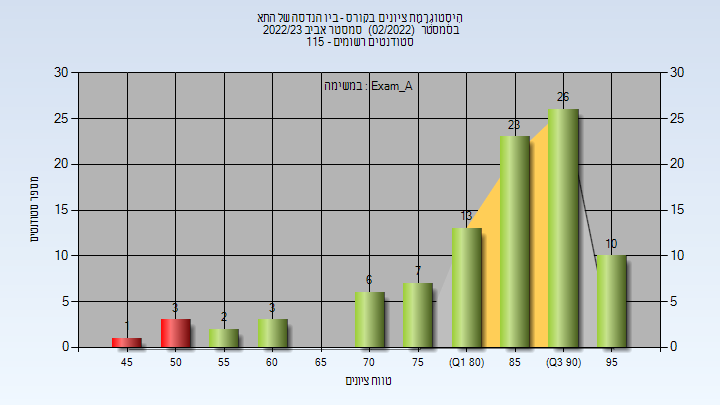 הִיסְטוֹגְרָמַת ציונים בקורס - ביו הנדסה של התא
בסמסטר (02/2022) סמסטר אביב 2022/23
סטודנטים רשומים - 115
במשימה : Exam_A
מספר סטודנטים
30 30
25 25
20 20
15 15
10 10
5 5
0 0
1 3 2 3 6 7 13 23 26 10
45 50 55 60 65 70 75 (Q1 80) 85 (Q3 90) 95
טווח ציונים